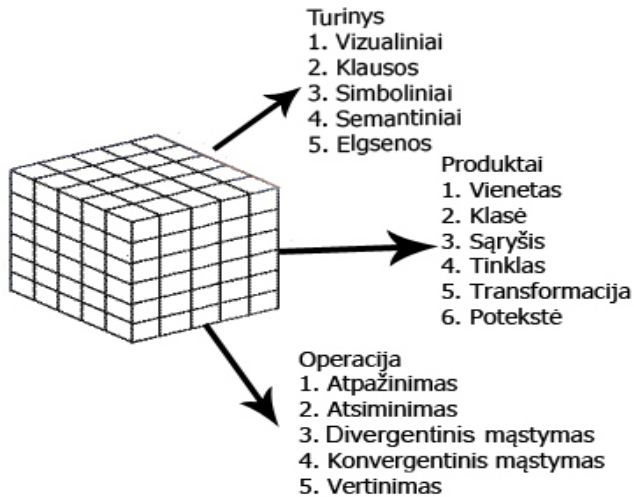 Turinys
1. Vizualiniai
2. Klausos
3. Simboliniai
4. Semantiniai
5. Elgsenos
Produktai
1. Vienetas
2. Klasė
3. Sąryšis
4. Tinklas
5. Transformacija
6. Potekstė
Operacija
1. Atpažinimas
2. Atsiminimas
3. Divergentinis mąstymas
4. Konvergentinis mąstymas
5. Vertinimas